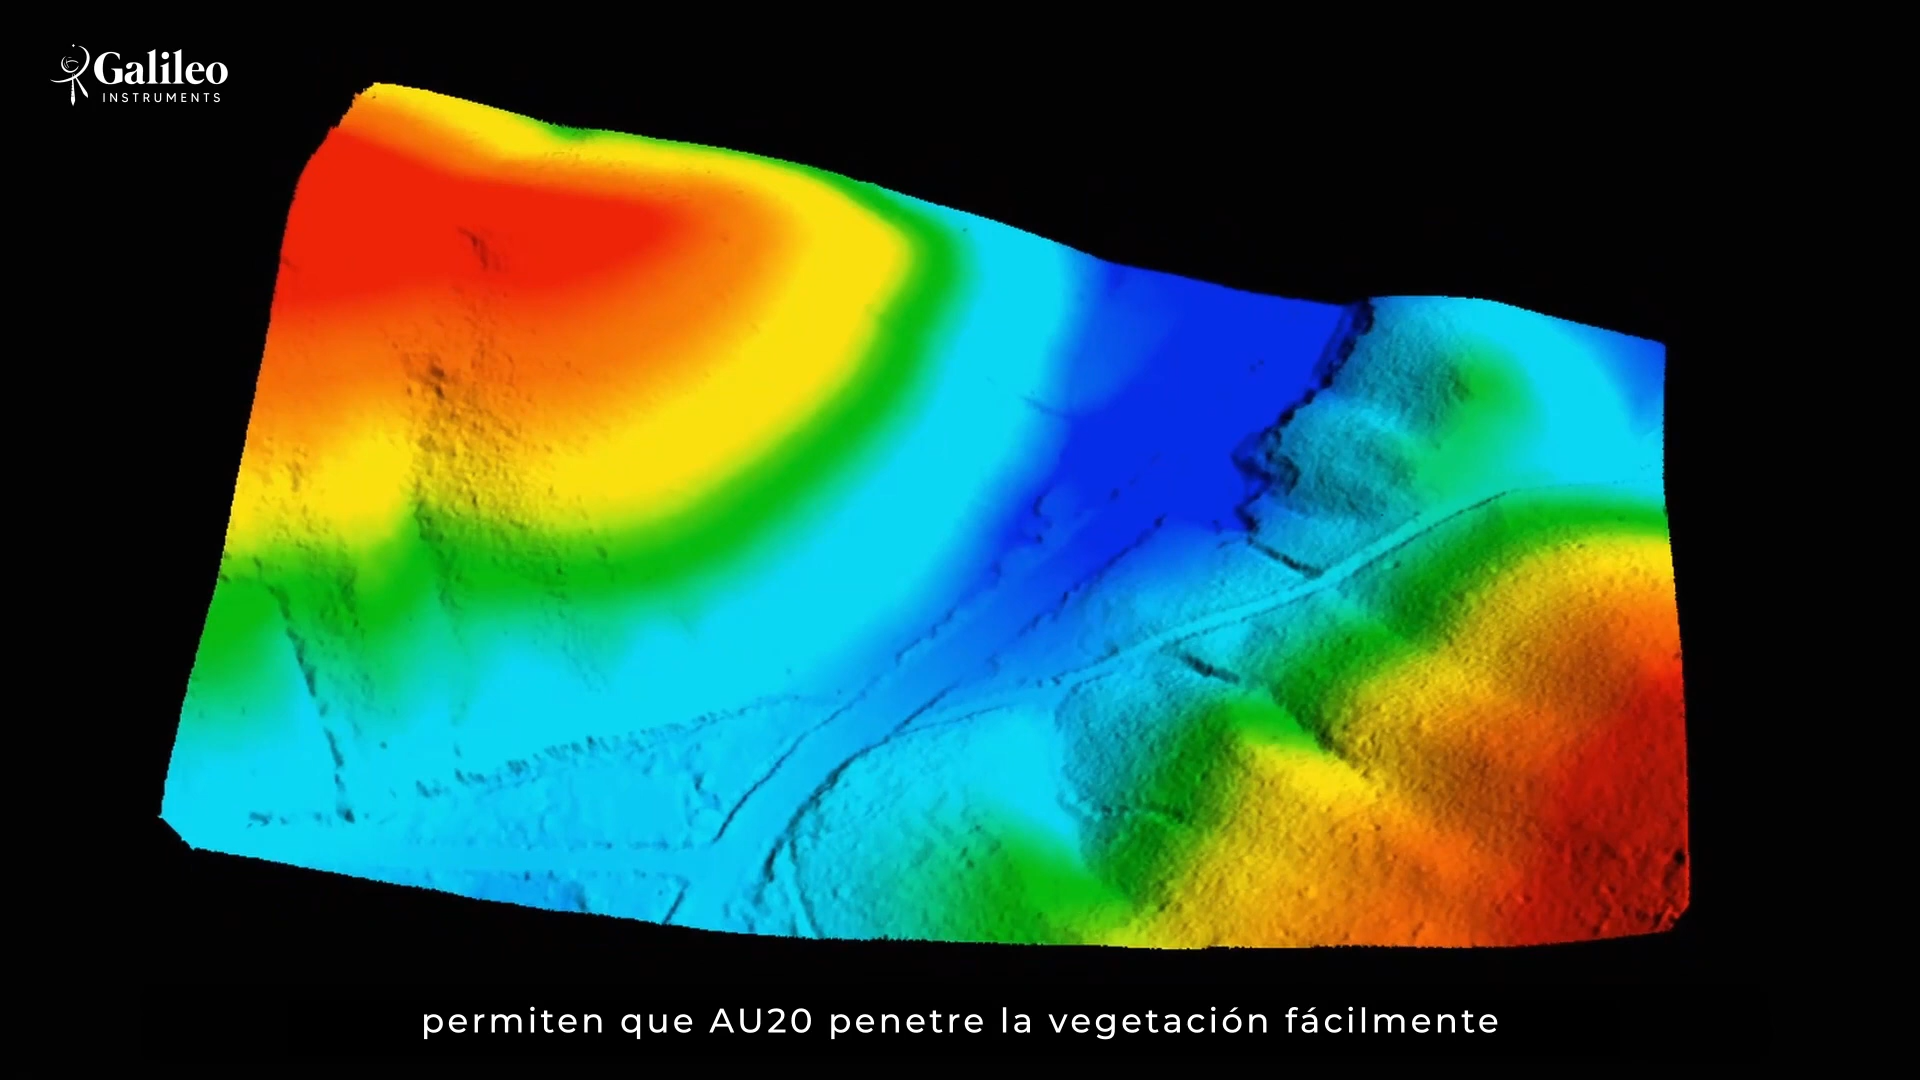 Galileo
INSTRUMENTS
permiten que AU20 penetre la vegetación fácilmente